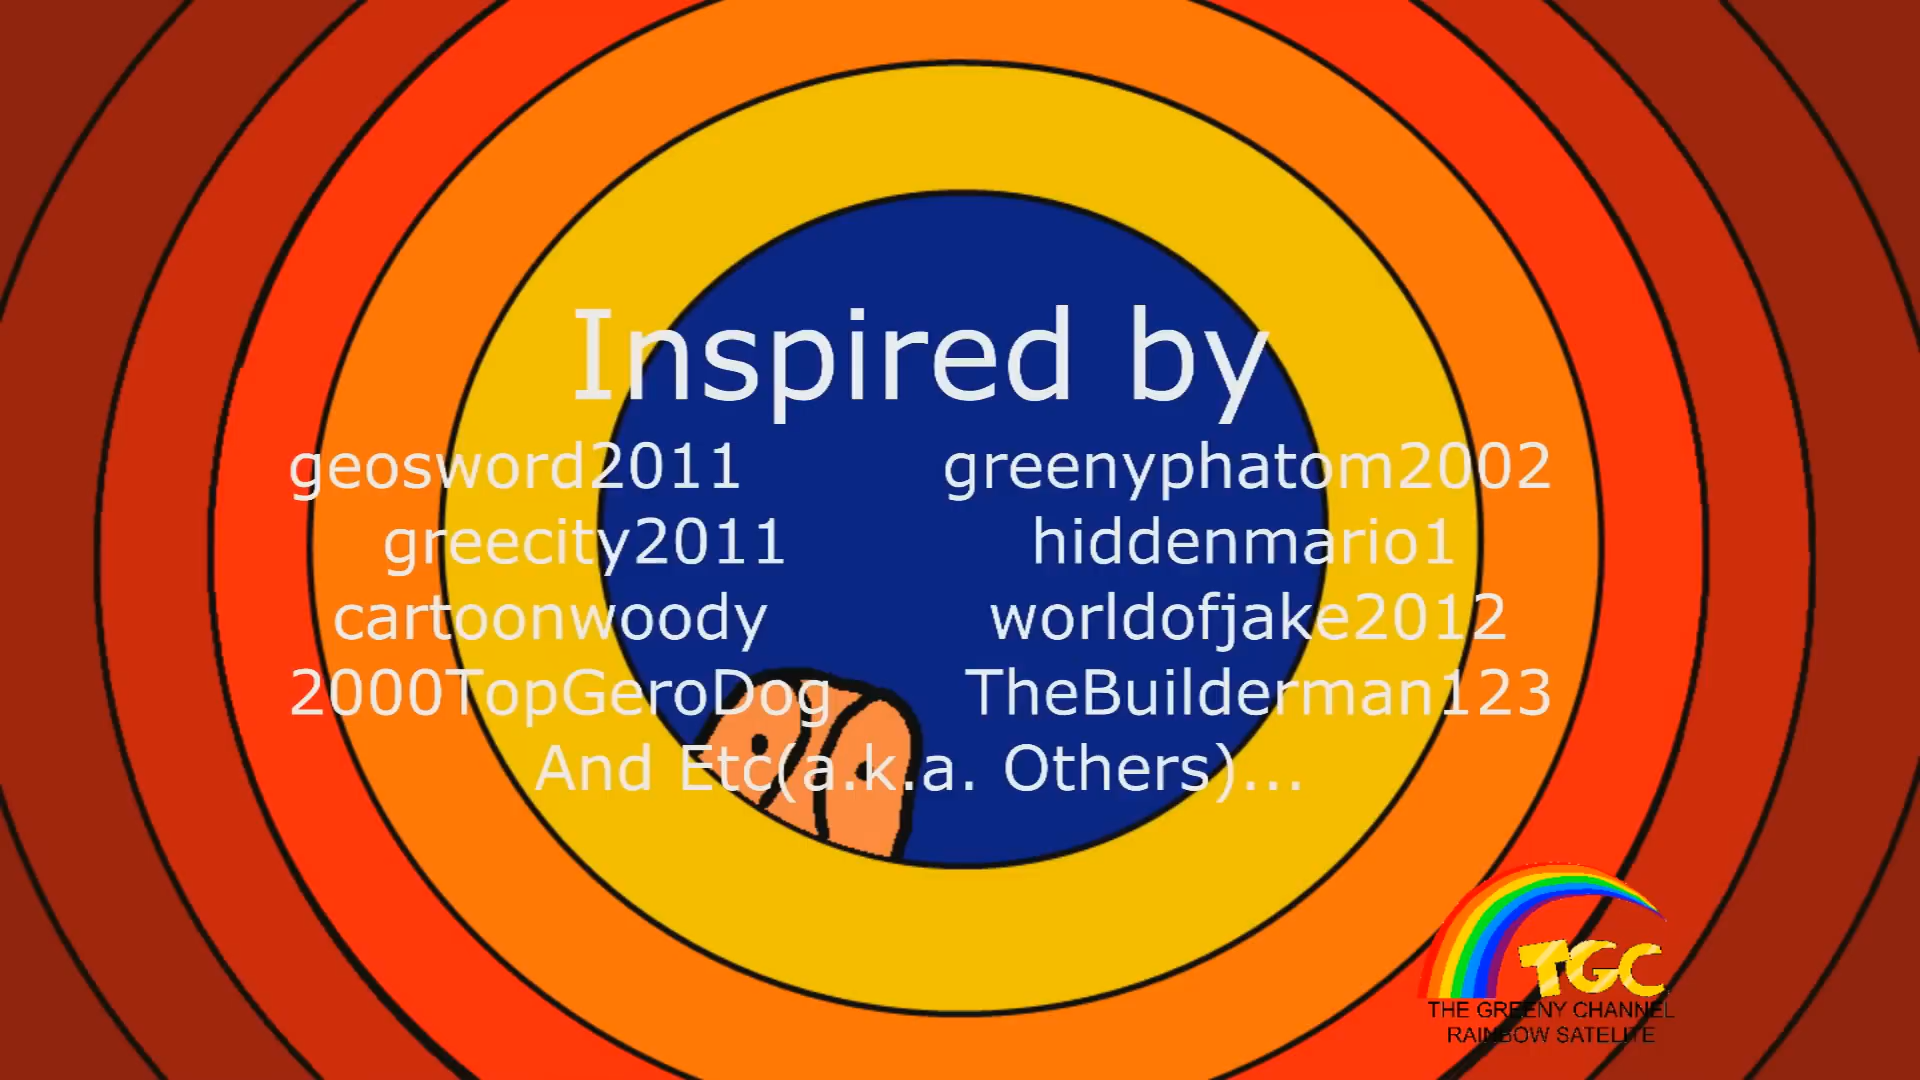 Inspired by
geosword2011 greenyphatom2002
greecity2011 hiddenmario1
cartoonwoody worldofjake2012
2000TopGeroDog TheBuilderman123
And Etc(a.k.a. Others)...
TGC
THE GREENY CHANNEL
RAINBOW SATELITE